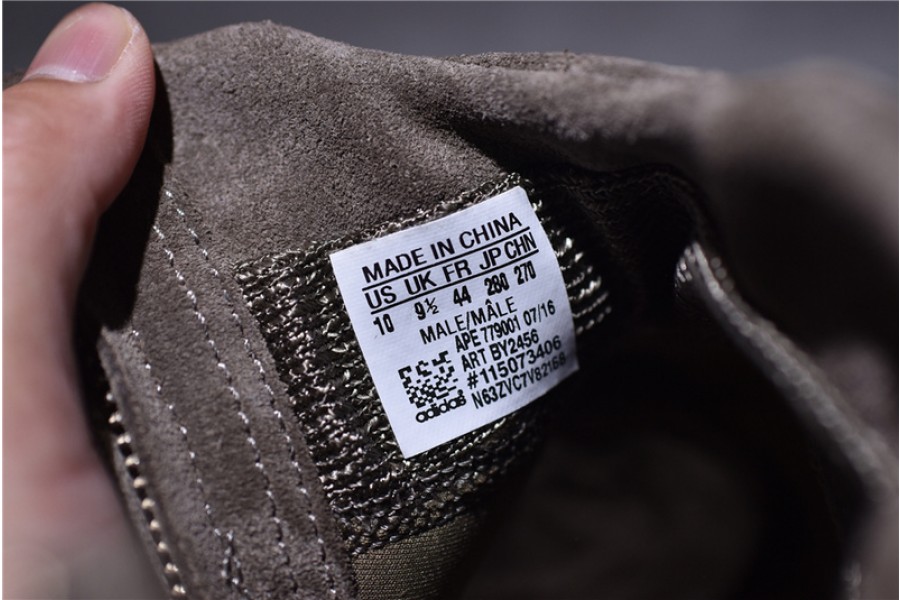 MADE IN CHINA
US UK FR JP CHN
10 9½ 44 280 270
MALE/MÂLE
APE 779001 07/16
ART BY2456
#115073406
N63ZVC7V82168
adidas